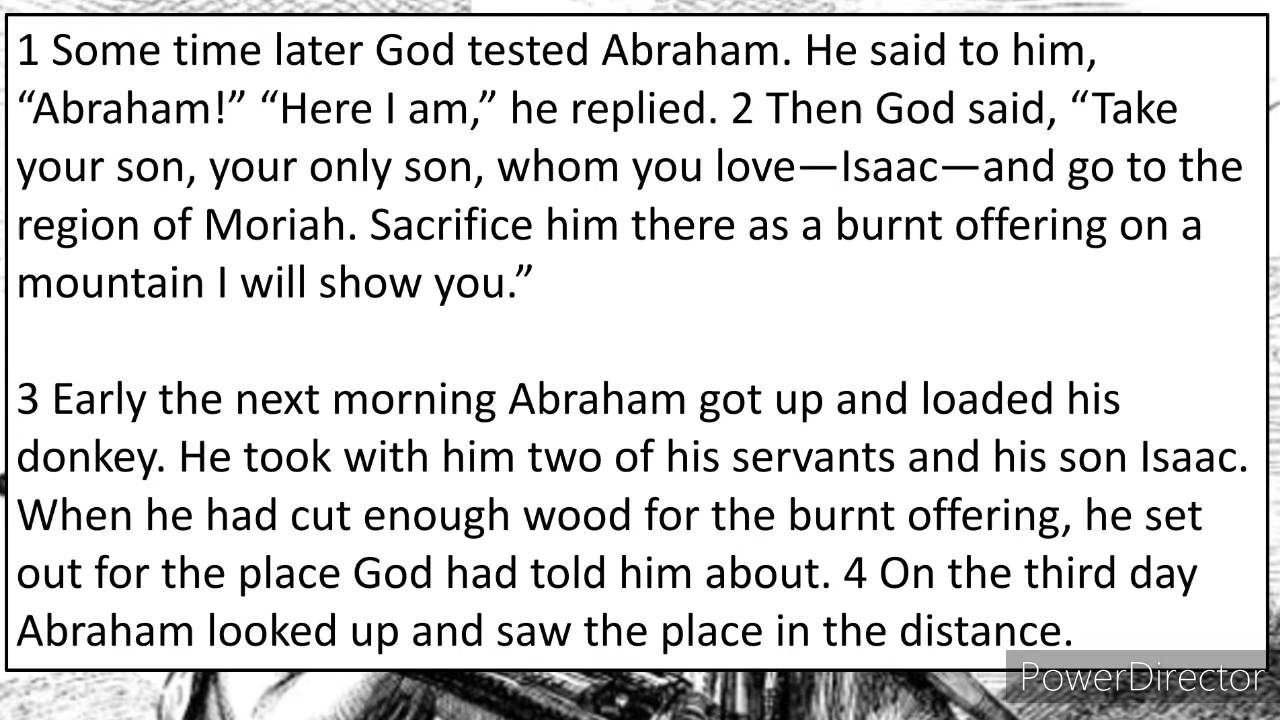 1 Some time later God tested Abraham. He said to him,
“Abraham!” “Here I am,” he replied. 2 Then God said, “Take
your son, your only son, whom you love—Isaac—and go to the
region of Moriah. Sacrifice him there as a burnt offering on a
mountain I will show you.”
3 Early the next morning Abraham got up and loaded his
donkey. He took with him two of his servants and his son Isaac.
When he had cut enough wood for the burnt offering, he set
out for the place God had told him about. 4 On the third day
Abraham looked up and saw the place in the distance.
PowerDirector